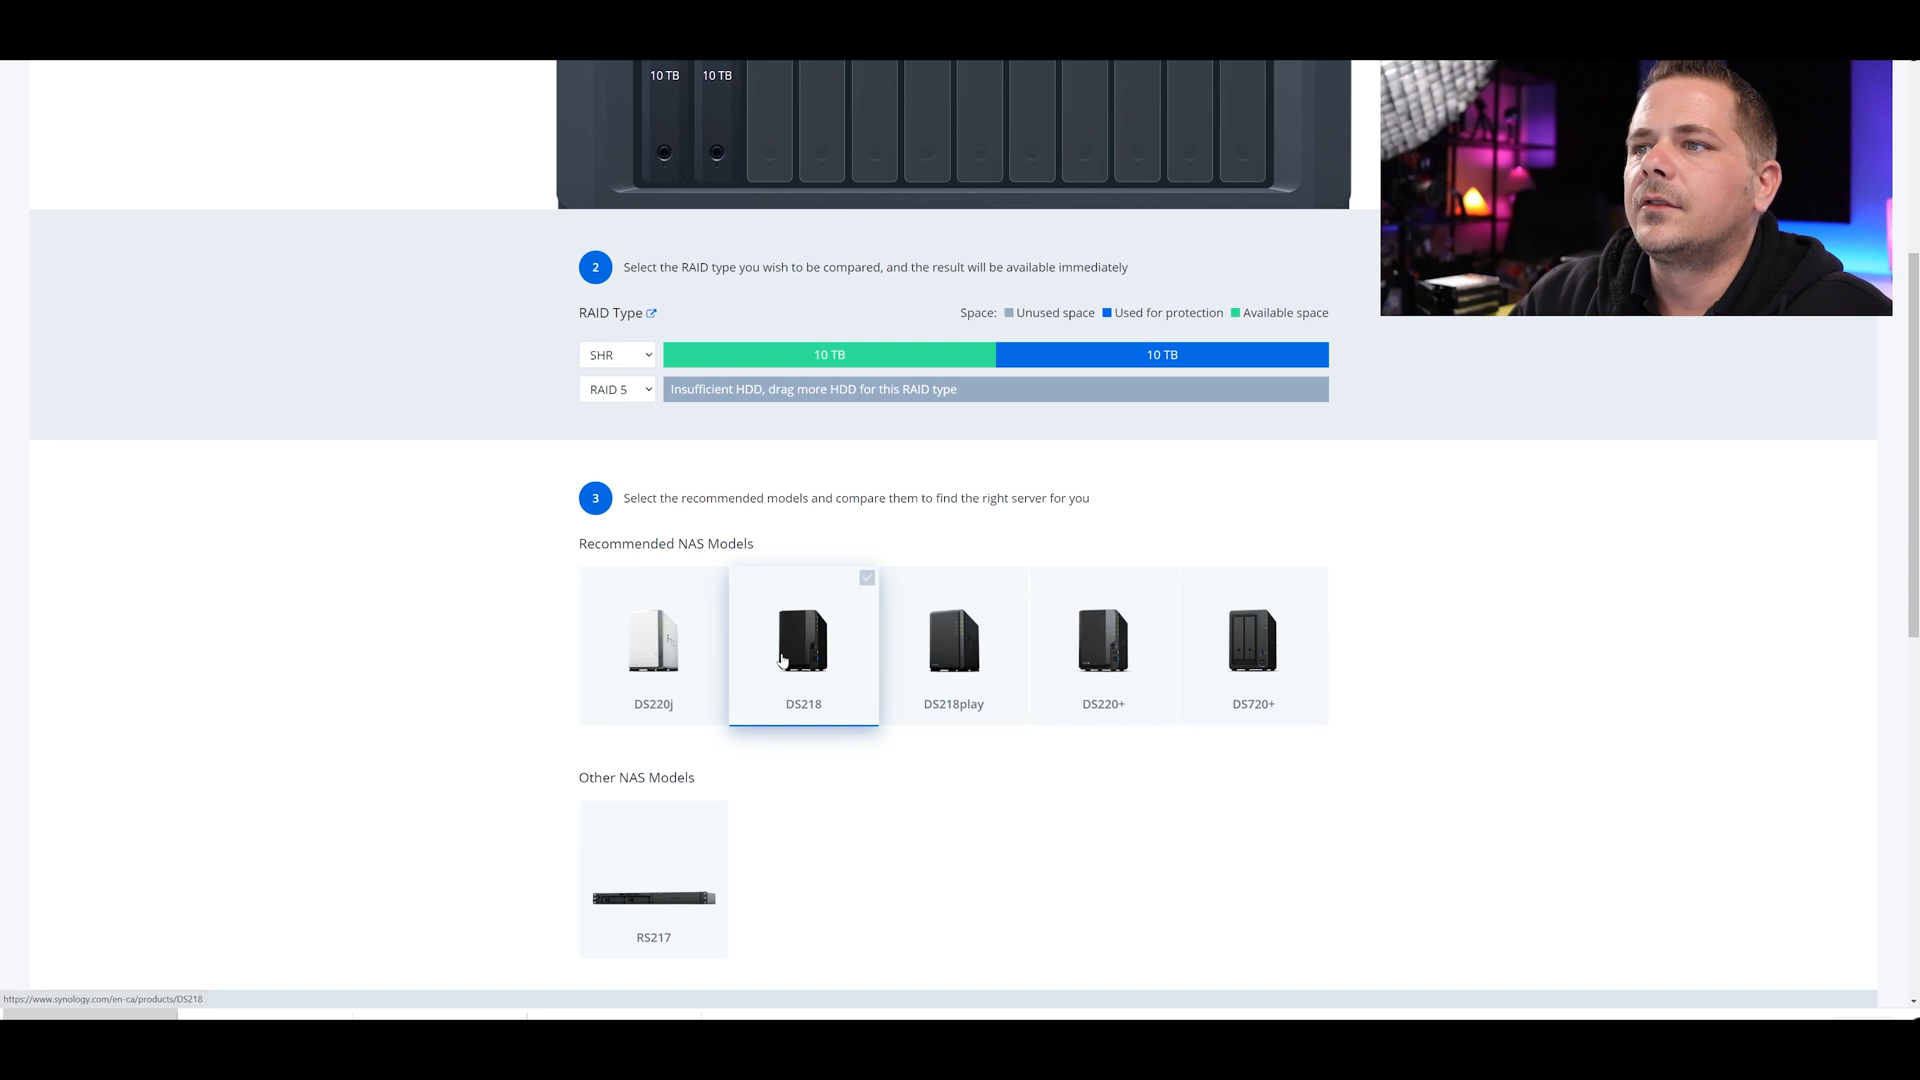 10 TB 10 TB
2 Select the RAID type you wish to be compared, and the result will be available immediately
RAID Type Space: Unused space Used for protection Available space
SHR 10 TB 10 TB
RAID 5 Insufficient HDD, drag more HDD for this RAID type
3 Select the recommended models and compare them to find the right server for you
Recommended NAS Models
DS220j DS218 DS218play DS220+ DS720+
Other NAS Models
RS217
https://www.synology.com/en-ca/products/DS218